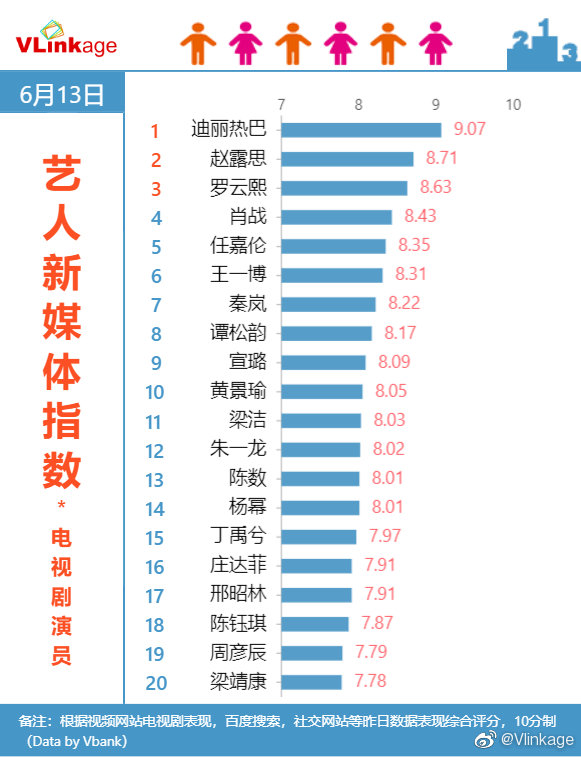 VLinkage
1
2
3
6月13日
艺人新媒体指数
*电视剧演员
7 8 9 10
1 迪丽热巴 9.07
2 赵露思 8.71
3 罗云熙 8.63
4 肖战 8.43
5 任嘉伦 8.35
6 王一博 8.31
7 秦岚 8.22
8 谭松韵 8.17
9 宣璐 8.09
10 黄景瑜 8.05
11 梁洁 8.03
12 朱一龙 8.02
13 陈数 8.01
14 杨幂 8.01
15 丁禹兮 7.97
16 庄达菲 7.91
17 邢昭林 7.91
18 陈钰琪 7.87
19 周彦辰 7.79
20 梁靖康 7.78
备注：根据视频网站电视剧表现，百度搜索，社交网站等昨日数据表现综合评分，10分制
（Data by Vbank）
@Vlinkage